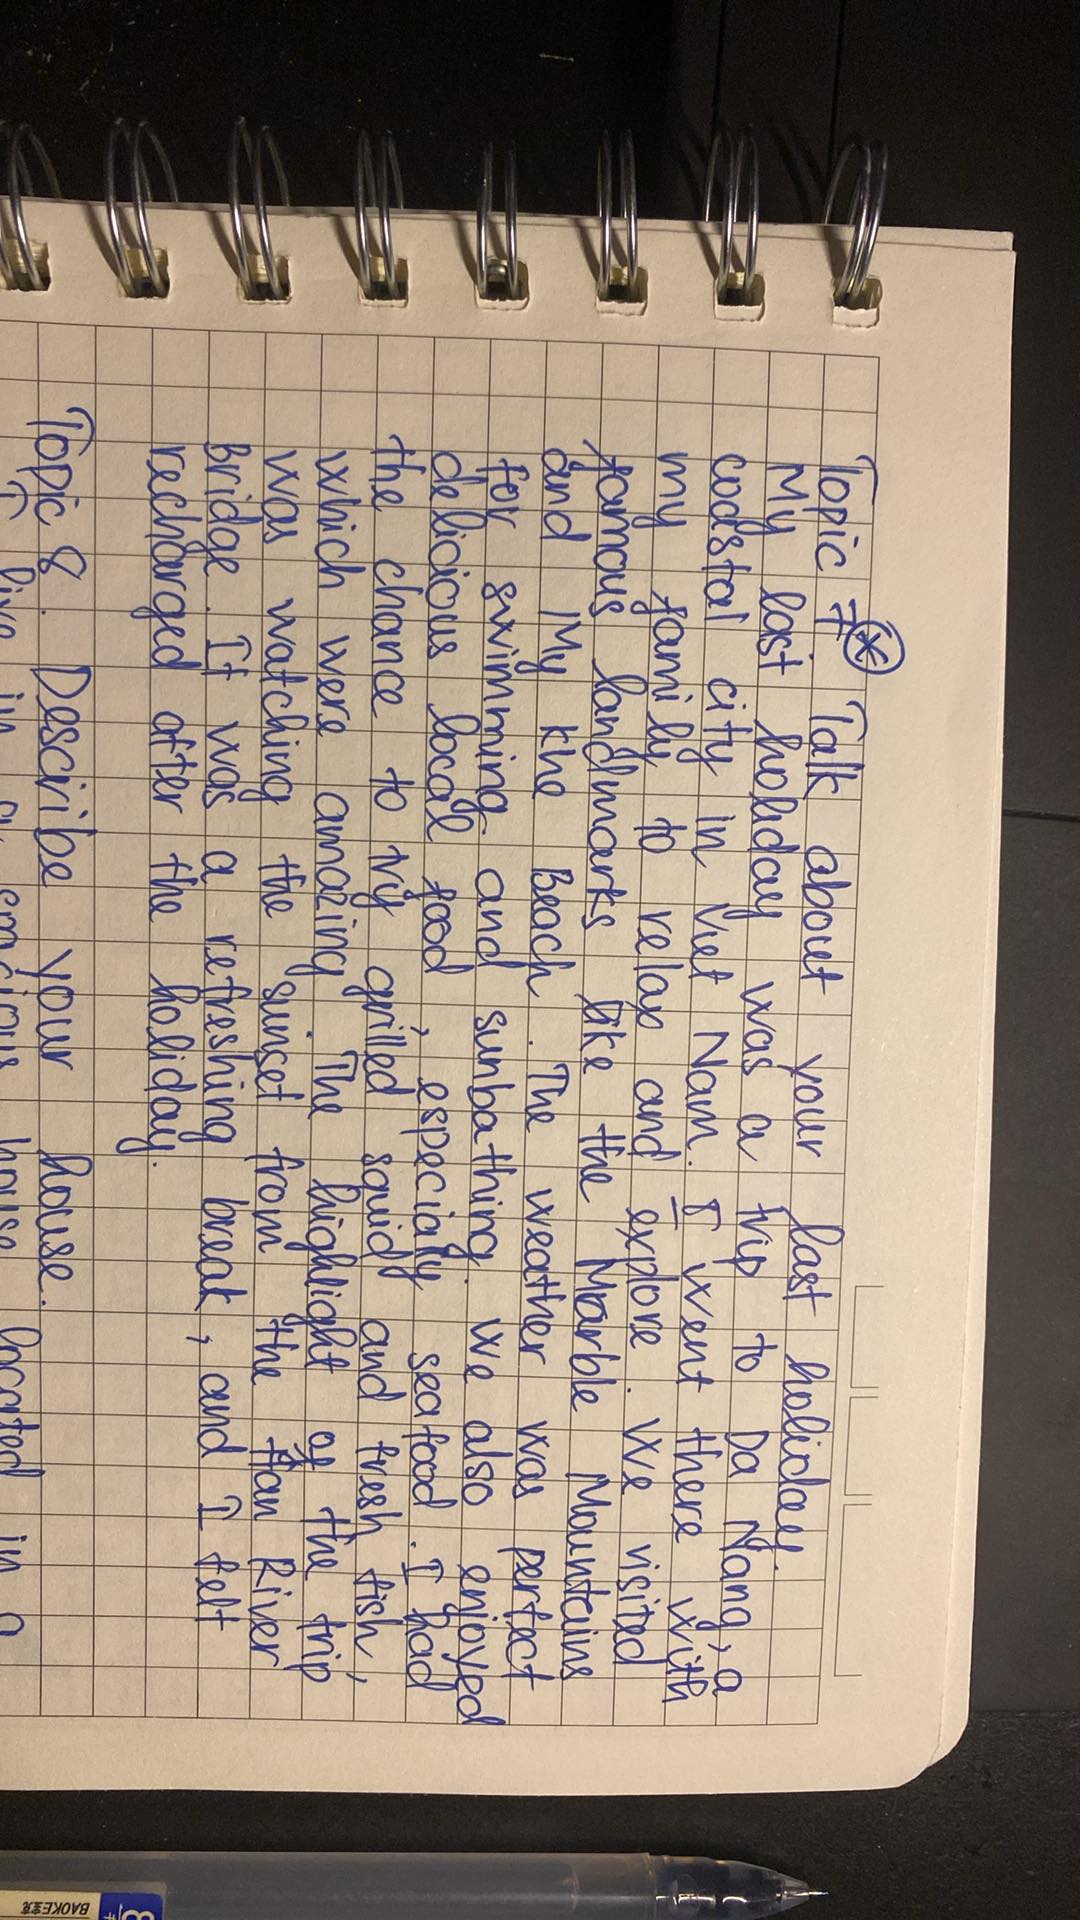 Topic 7. Talk about your last holiday.
My last holiday was a trip to Da Nang, a
coastal city in Viet Nam. I went there with
my family to relax and explore. We visited
famous landmarks like the Marble Mountains
and My Khe Beach. The weather was perfect
for swimming and sunbathing. We also enjoyed
delicious local food, especially seafood. I had
the chance to try grilled squid and fresh fish,
which were amazing. The highlight of the trip
was watching the sunset from the Han River
Bridge. It was a refreshing break, and I felt
recharged after the holiday.
Topic 8. Describe your house.
I live in a spacious house located in a
BAOKE